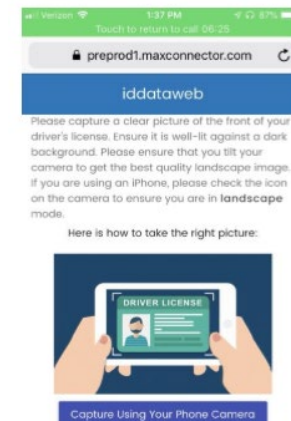 Verizon 1:37 PM 87%
Touch to return to call 06:25
preprod1.maxconnector.com
iddataweb
Please capture a clear picture of the front of your
driver's license. Ensure it is well-lit against a dark
background. Please ensure that you tilt your
camera to get the best quality landscape image.
If you are using an iPhone, please check the icon
on the camera to ensure you are in landscape
mode.
Here is how to take the right picture:
DRIVER LICENSE
Capture Using Your Phone Camera